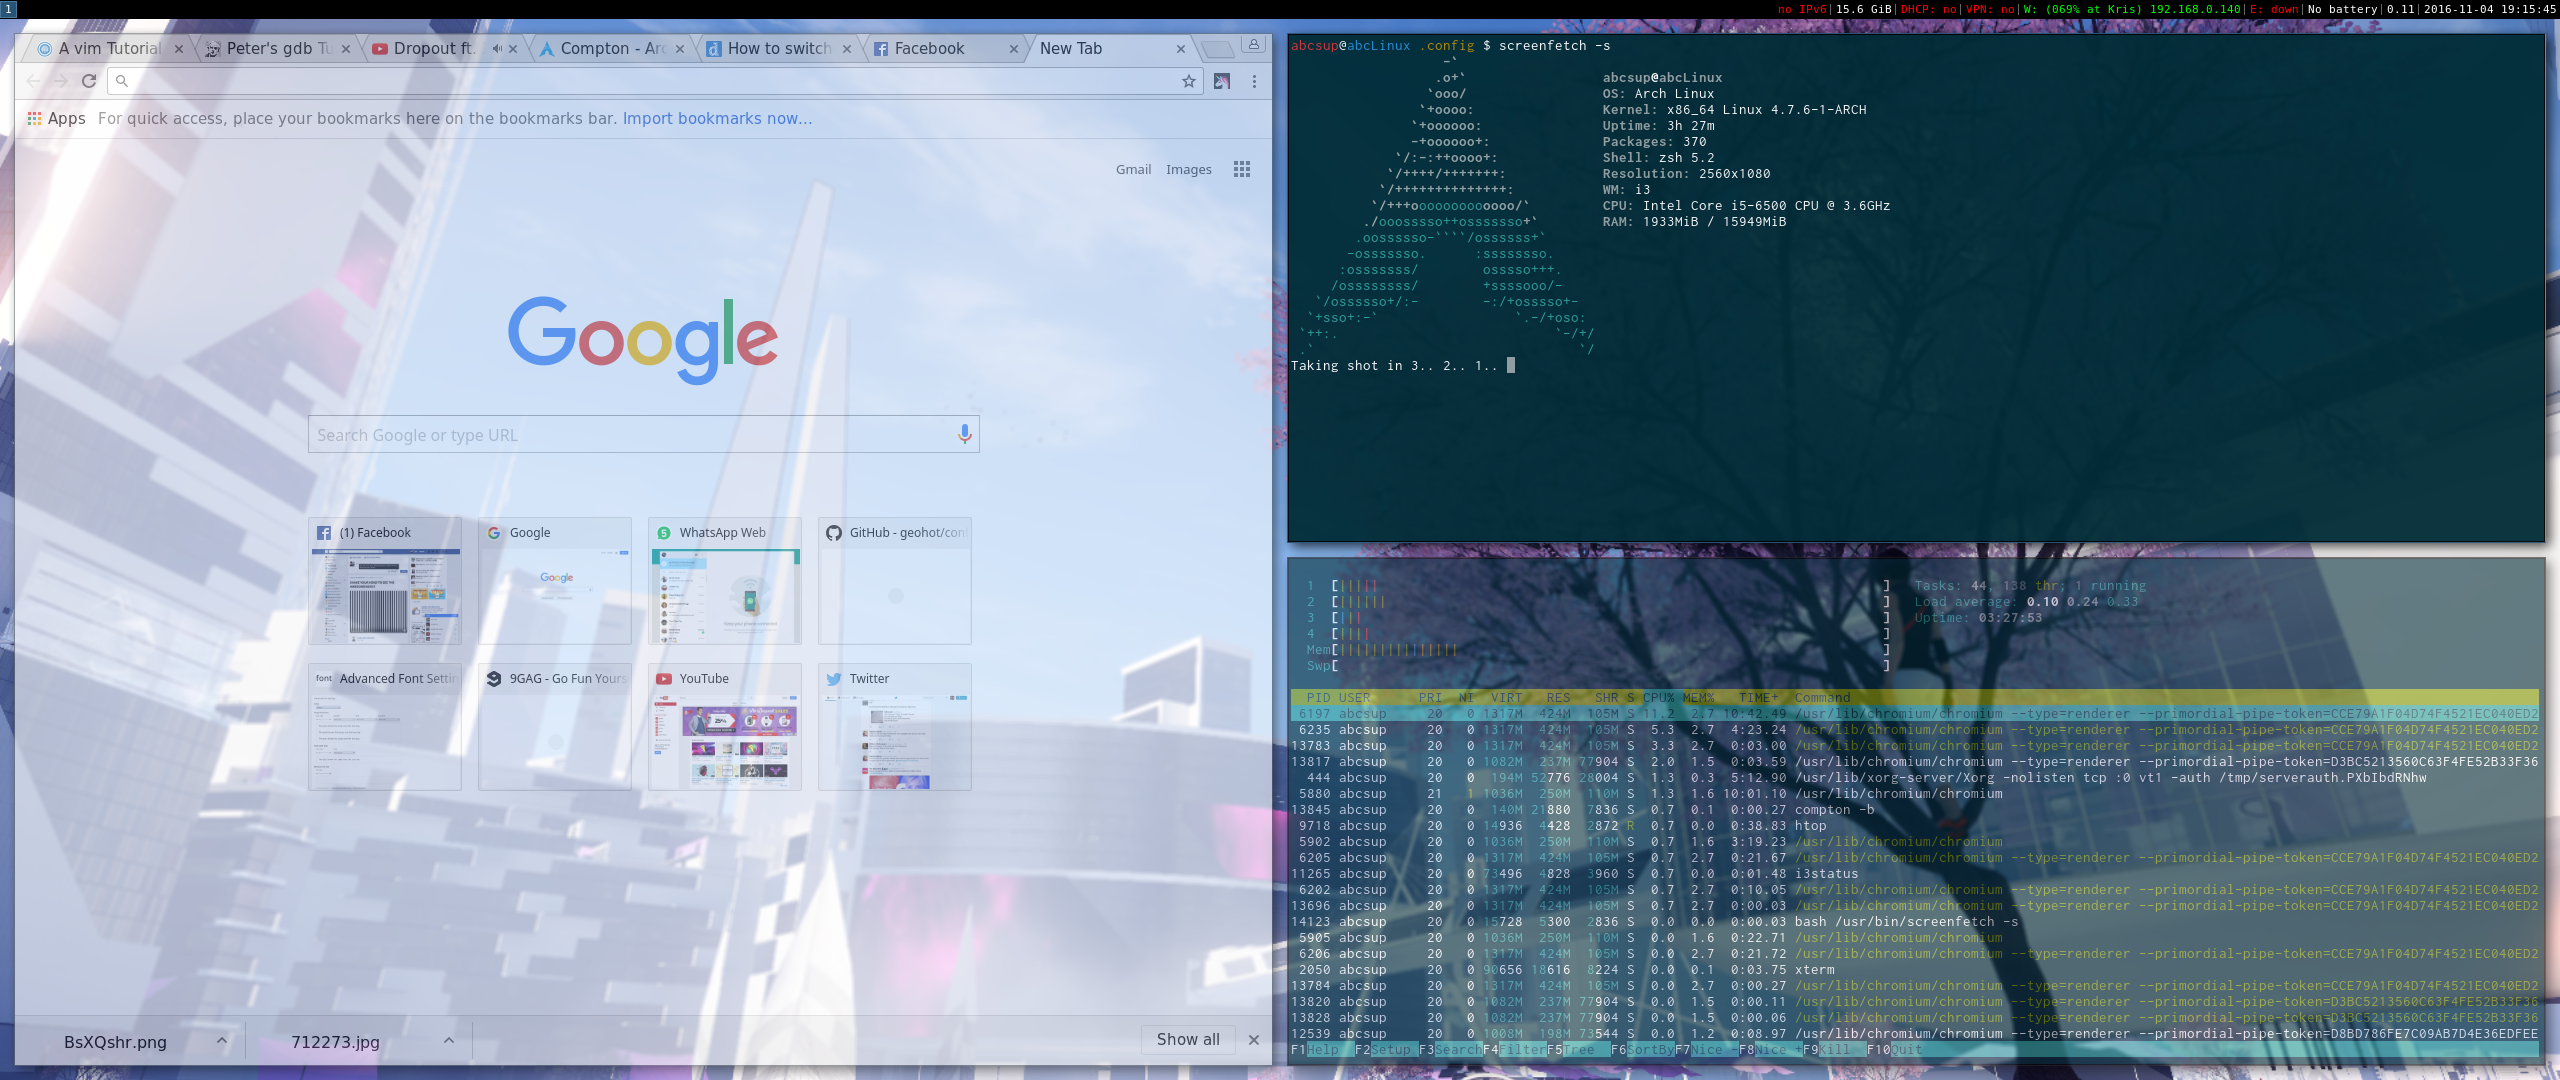 1
no IPv6|15.6 GiB|DHCP: no|VPN: no|W: (069% at Kris) 192.168.0.140|E: down|No battery|0.11|2016-11-04 19:15:45
A vim Tutorial
Peter's gdb Tu
Dropout ft.
Compton - Arc
How to switch
Facebook
New Tab
Apps For quick access, place your bookmarks here on the bookmarks bar. Import bookmarks now...
Gmail Images
Google
Search Google or type URL
(1) Facebook
Google
WhatsApp Web
GitHub - geohot/con
Advanced Font Settin
9GAG - Go Fun Yours
YouTube
Twitter
BsXQshr.png
712273.jpg
Show all
abcsup@abcLinux .config $ screenfetch -s
abcsup@abcLinux
OS: Arch Linux
Kernel: x86_64 Linux 4.7.6-1-ARCH
Uptime: 3h 27m
Packages: 370
Shell: zsh 5.2
Resolution: 2560x1080
WM: i3
CPU: Intel Core i5-6500 CPU @ 3.6GHz
RAM: 1933MiB / 15949MiB
Taking shot in 3.. 2.. 1..
1 [||||| ] Tasks: 44, 138 thr; 1 running
2 [|||||| ] Load average: 0.10 0.24 0.33
3 [||| ] Uptime: 03:27:53
4 [|||| ]
Mem[||||||||||||||| ]
Swp[ ]
PID USER PRI NI VIRT RES SHR S CPU% MEM% TIME+ Command
6197 abcsup 20 0 1317M 424M 105M S 11.2 2.7 10:42.49 /usr/lib/chromium/chromium --type=renderer --primordial-pipe-token=CCE79A1F04D74F4521EC040ED2
6235 abcsup 20 0 1317M 424M 105M S 5.3 2.7 4:23.24 /usr/lib/chromium/chromium --type=renderer --primordial-pipe-token=CCE79A1F04D74F4521EC040ED2
13783 abcsup 20 0 1317M 424M 105M S 3.3 2.7 0:03.00 /usr/lib/chromium/chromium --type=renderer --primordial-pipe-token=CCE79A1F04D74F4521EC040ED2
13817 abcsup 20 0 1082M 237M 77904 S 2.0 1.5 0:03.59 /usr/lib/chromium/chromium --type=renderer --primordial-pipe-token=D3BC5213560C63F4FE52B33F36
444 abcsup 20 0 194M 52776 28004 S 1.3 0.3 5:12.90 /usr/lib/xorg-server/Xorg -nolisten tcp :0 vt1 -auth /tmp/serverauth.PXbIbdRNhw
5880 abcsup 21 1 1036M 250M 110M S 1.3 1.6 10:01.10 /usr/lib/chromium/chromium
13845 abcsup 20 0 140M 21880 7836 S 0.7 0.1 0:00.27 compton -b
9718 abcsup 20 0 14936 4428 2872 R 0.7 0.0 0:38.83 htop
5902 abcsup 20 0 1036M 250M 110M S 0.7 1.6 3:19.23 /usr/lib/chromium/chromium
6205 abcsup 20 0 1317M 424M 105M S 0.7 2.7 0:21.67 /usr/lib/chromium/chromium --type=renderer --primordial-pipe-token=CCE79A1F04D74F4521EC040ED2
11265 abcsup 20 0 73496 4828 3960 S 0.7 0.0 0:01.48 i3status
6202 abcsup 20 0 1317M 424M 105M S 0.7 2.7 0:10.05 /usr/lib/chromium/chromium --type=renderer --primordial-pipe-token=CCE79A1F04D74F4521EC040ED2
13696 abcsup 20 0 1317M 424M 105M S 0.7 2.7 0:00.03 /usr/lib/chromium/chromium --type=renderer --primordial-pipe-token=CCE79A1F04D74F4521EC040ED2
14123 abcsup 20 0 15728 5300 2836 S 0.0 0.0 0:00.03 bash /usr/bin/screenfetch -s
5905 abcsup 20 0 1036M 250M 110M S 0.0 1.6 0:22.71 /usr/lib/chromium/chromium
6206 abcsup 20 0 1317M 424M 105M S 0.0 2.7 0:21.72 /usr/lib/chromium/chromium --type=renderer --primordial-pipe-token=CCE79A1F04D74F4521EC040ED2
2050 abcsup 20 0 90656 18616 8224 S 0.0 0.1 0:03.75 xterm
13784 abcsup 20 0 1317M 424M 105M S 0.0 2.7 0:00.27 /usr/lib/chromium/chromium --type=renderer --primordial-pipe-token=CCE79A1F04D74F4521EC040ED2
13820 abcsup 20 0 1082M 237M 77904 S 0.0 1.5 0:00.11 /usr/lib/chromium/chromium --type=renderer --primordial-pipe-token=D3BC5213560C63F4FE52B33F36
13828 abcsup 20 0 1082M 237M 77904 S 0.0 1.5 0:00.06 /usr/lib/chromium/chromium --type=renderer --primordial-pipe-token=D3BC5213560C63F4FE52B33F36
12539 abcsup 20 0 1008M 198M 73544 S 0.0 1.2 0:08.97 /usr/lib/chromium/chromium --type=renderer --primordial-pipe-token=D8BD786FE7C09AB7D4E36EDFEE
F1Help F2Setup F3SearchF4FilterF5Tree F6SortByF7Nice -F8Nice +F9Kill F10Quit